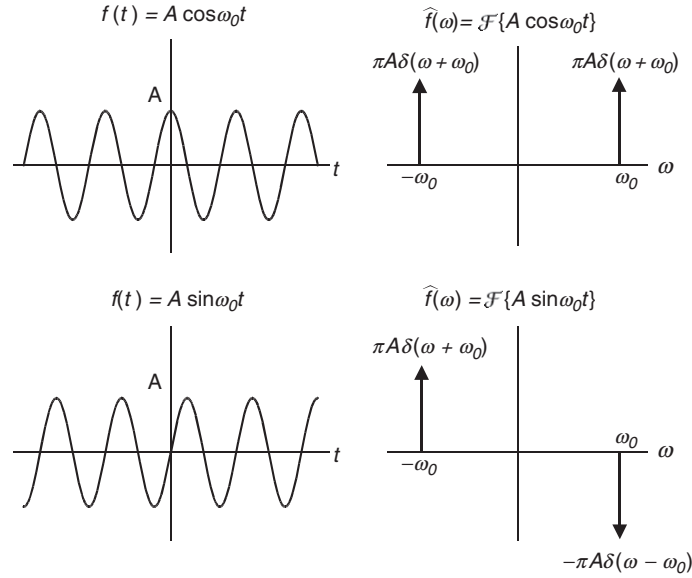 f(t) = A cosω₀t
f̂(ω) = ℱ{A cosω₀t}
A
t
πAδ(ω + ω₀)
πAδ(ω + ω₀)
−ω₀
ω₀
ω
f(t) = A sinω₀t
f̂(ω) = ℱ{A sinω₀t}
A
t
πAδ(ω + ω₀)
−ω₀
ω₀
ω
−πAδ(ω − ω₀)